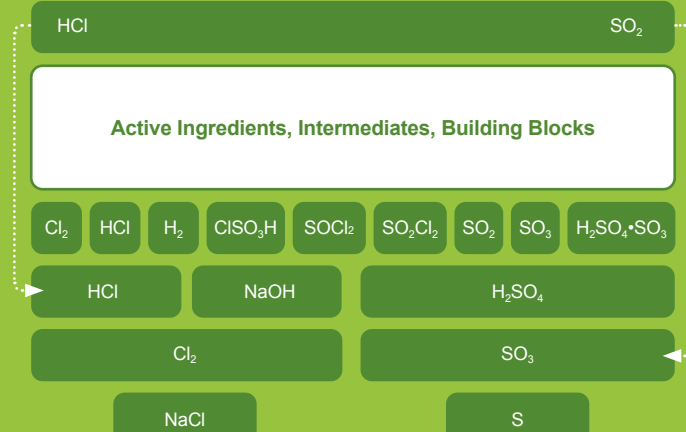 HCl SO₂
Active Ingredients, Intermediates, Building Blocks
Cl₂ HCl H₂ ClSO₃H SOCl₂ SO₂Cl₂ SO₂ SO₃ H₂SO₄•SO₃
HCl NaOH H₂SO₄
Cl₂ SO₃
NaCl S